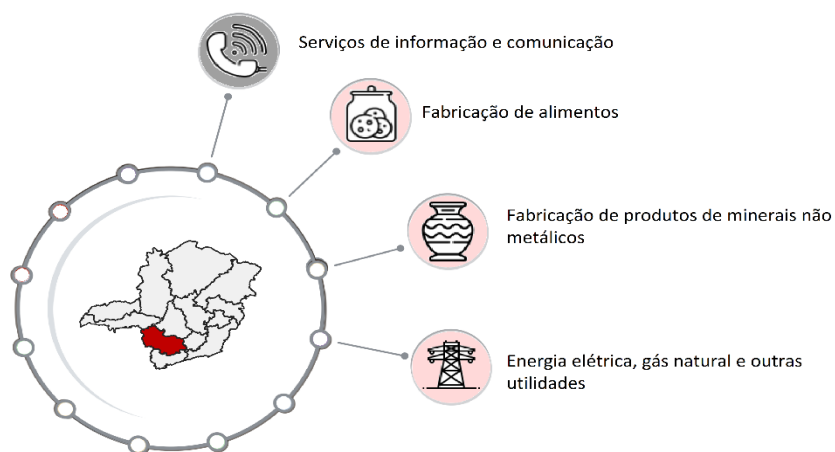 Serviços de informação e comunicação
Fabricação de alimentos
Fabricação de produtos de minerais não
metálicos
Energia elétrica, gás natural e outras
utilidades